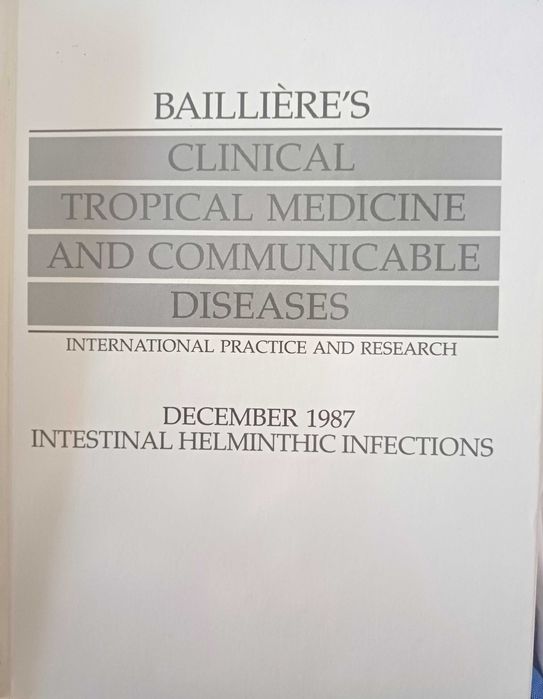 BAILLIÈRE'S
CLINICAL
TROPICAL MEDICINE
AND COMMUNICABLE
DISEASES
INTERNATIONAL PRACTICE AND RESEARCH
DECEMBER 1987
INTESTINAL HELMINTHIC INFECTIONS